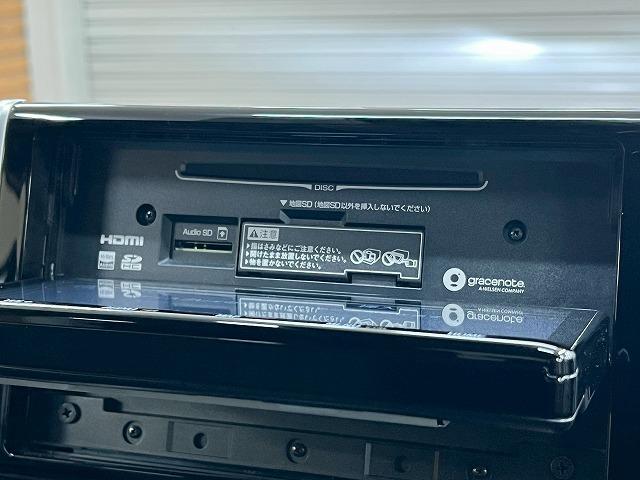 DISC
▼地図SD (地図SD以外を挿入しないでください)
Audio SD
⚠注意
▶指はさみなどにご注意ください。
▶開けたまま放置しないでください。
▶物を置かないでください。
HDMI
SD
HC
gracenote.
A NIELSEN COMPANY